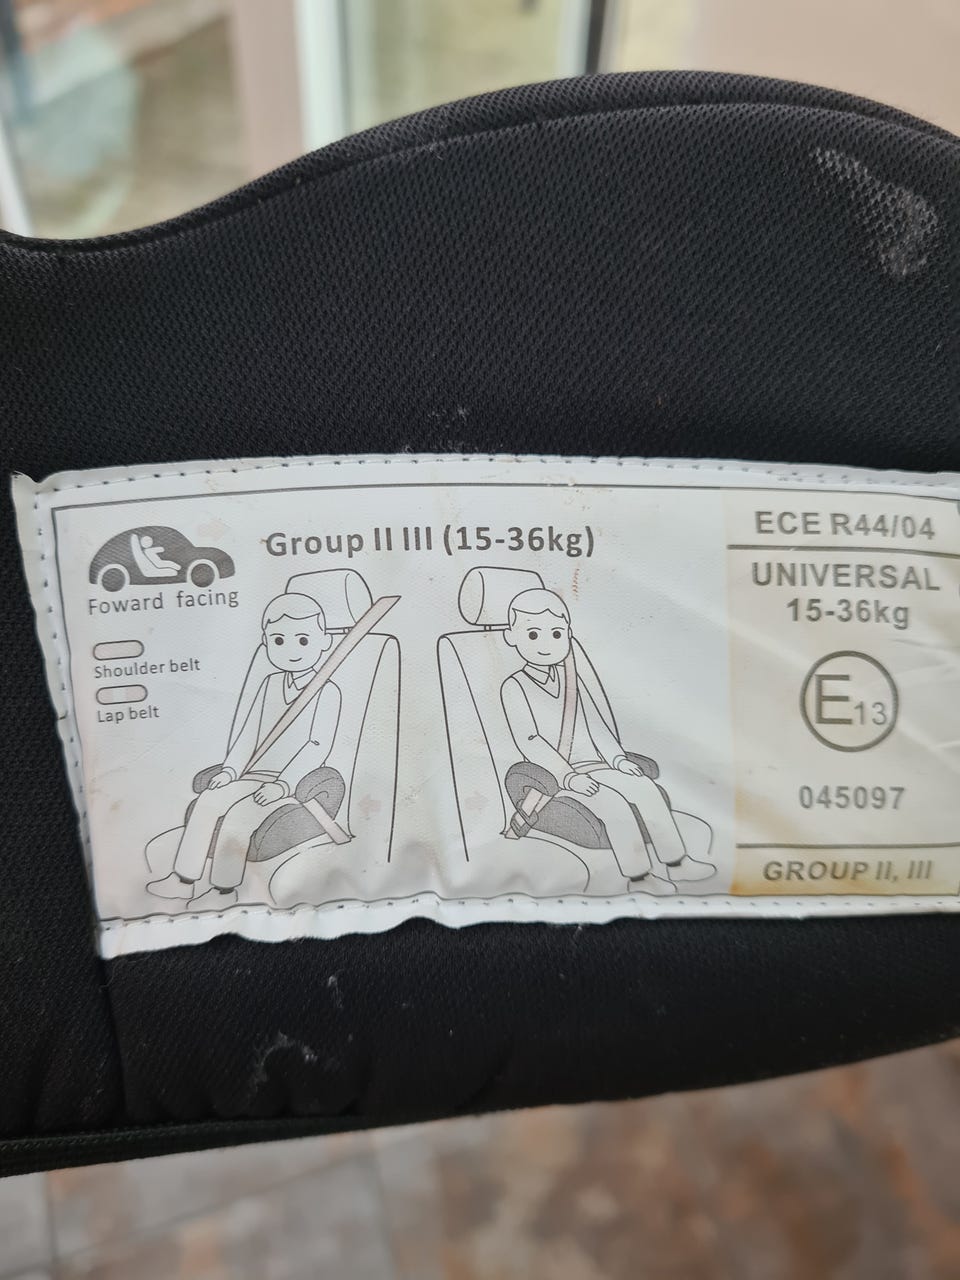 Group II III (15-36kg)
Foward facing
Shoulder belt
Lap belt
ECE R44/04
UNIVERSAL
15-36kg
E13
045097
GROUP II, III